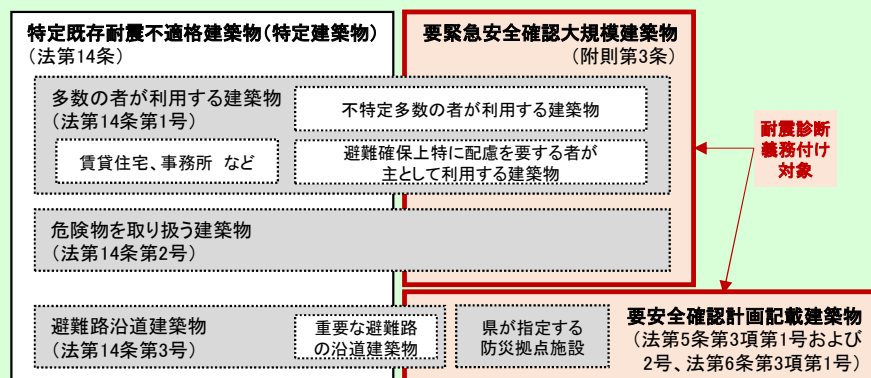 特定既存耐震不適格建築物（特定建築物）
（法第14条）
要緊急安全確認大規模建築物
（附則第3条）
多数の者が利用する建築物
（法第14条第1号）
不特定多数の者が利用する建築物
賃貸住宅、事務所 など
避難確保上特に配慮を要する者が
主として利用する建築物
耐震診断
義務付け
対象
危険物を取り扱う建築物
（法第14条第2号）
避難路沿道建築物
（法第14条第3号）
重要な避難路
の沿道建築物
県が指定する
防災拠点施設
要安全確認計画記載建築物
（法第5条第3項第1号および
2号、法第6条第3項第1号）